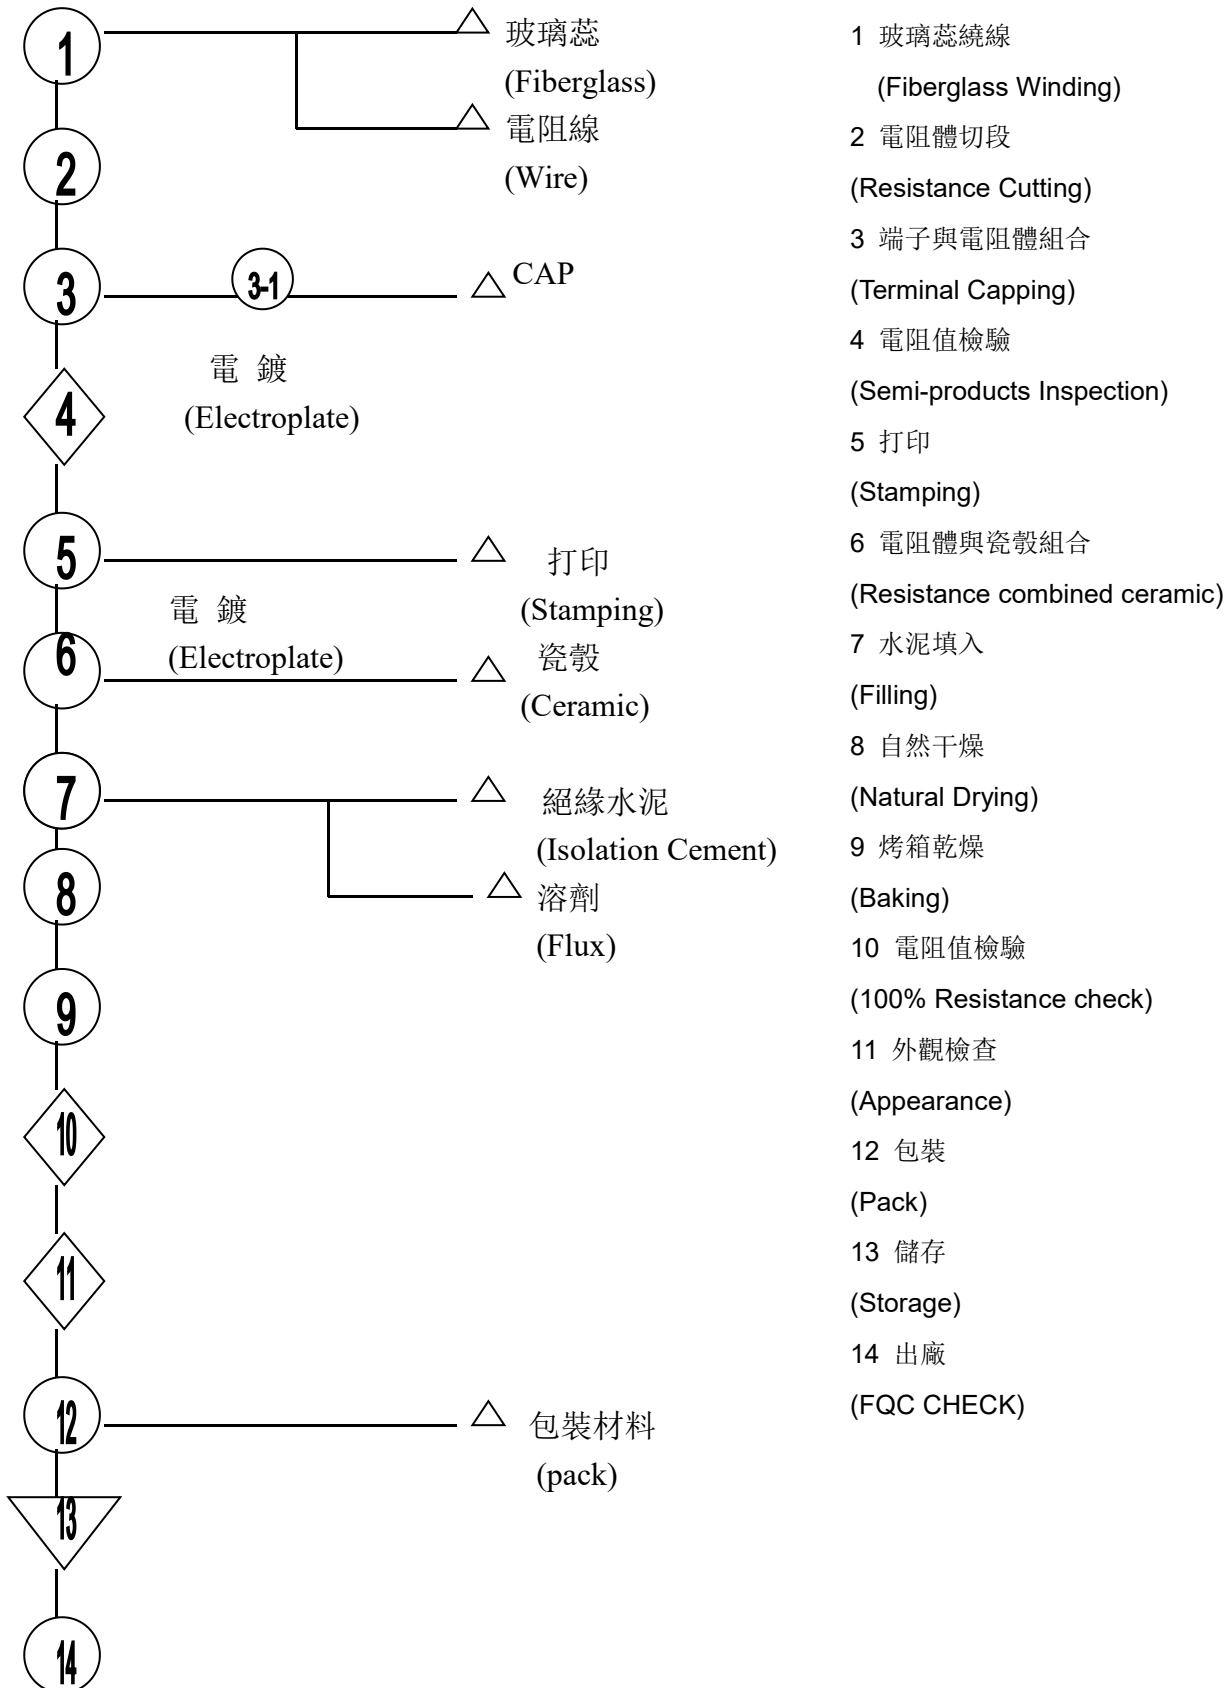 1
玻璃蕊
(Fiberglass)
電阻線
(Wire)
2
3
3-1
CAP
電 鍍
(Electroplate)
4
5
打印
(Stamping)
電 鍍
(Electroplate)
6
瓷殼
(Ceramic)
7
絕緣水泥
(Isolation Cement)
8
溶劑
(Flux)
9
10
11
12
包裝材料
(pack)
13
14
1 玻璃蕊繞線
(Fiberglass Winding)
2 電阻體切段
(Resistance Cutting)
3 端子與電阻體組合
(Terminal Capping)
4 電阻值檢驗
(Semi-products Inspection)
5 打印
(Stamping)
6 電阻體與瓷殼組合
(Resistance combined ceramic)
7 水泥填入
(Filling)
8 自然干燥
(Natural Drying)
9 烤箱乾燥
(Baking)
10 電阻值檢驗
(100% Resistance check)
11 外觀檢查
(Appearance)
12 包裝
(Pack)
13 儲存
(Storage)
14 出廠
(FQC CHECK)